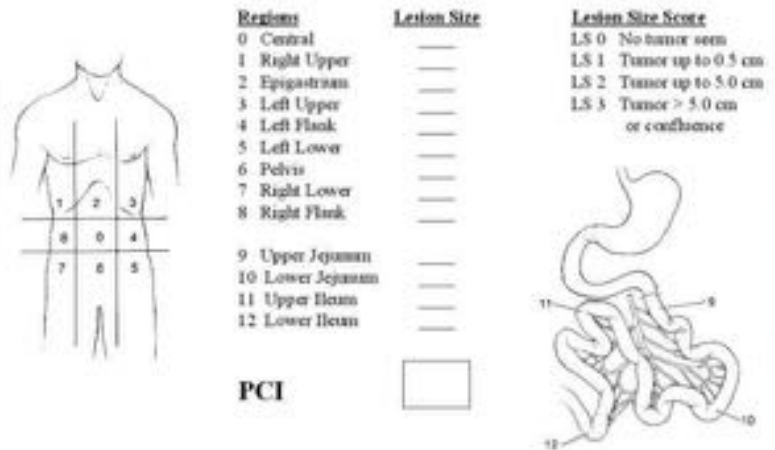 Regions Lesion Size
0 Central
1 Right Upper
2 Epigastrium
3 Left Upper
4 Left Flank
5 Left Lower
6 Pelvis
7 Right Lower
8 Right Flank
9 Upper Jejunum
10 Lower Jejunum
11 Upper Ileum
12 Lower Ileum
PCI
Lesion Size Score
LS 0 No tumor seen
LS 1 Tumor up to 0.5 cm
LS 2 Tumor up to 5.0 cm
LS 3 Tumor > 5.0 cm
or confluence
1 2 3
8 0 4
7 6 5
11 9
10
12